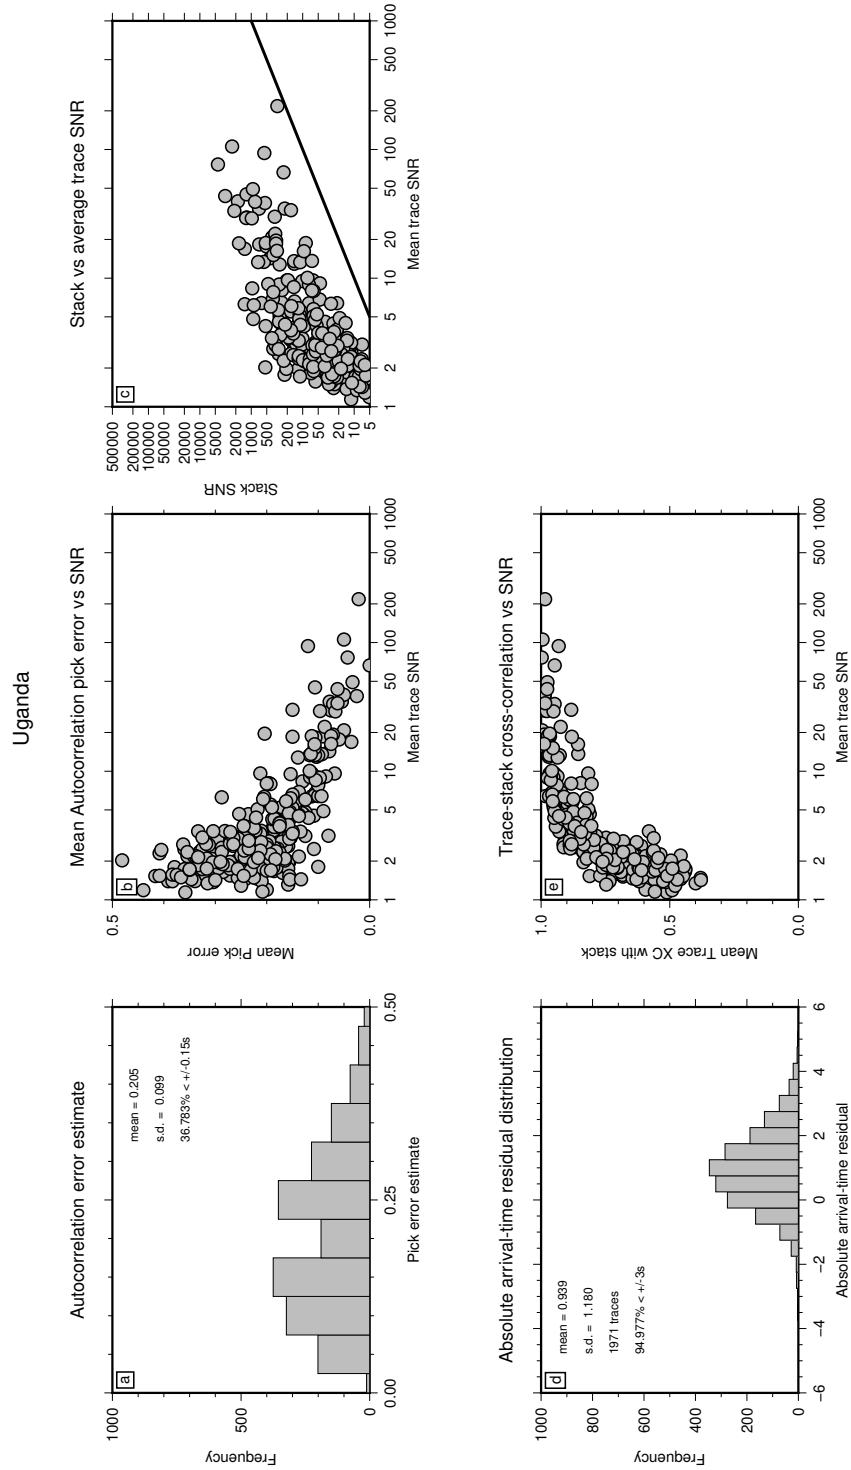 Uganda
Autocorrelation error estimate
a
mean = 0.205
s.d. = 0.099
36.783% < +/-0.15s
Frequency
1000
500
0
0.00
0.25
0.50
Pick error estimate
Mean Autocorrelation pick error vs SNR
b
Mean Pick error
0.5
0.0
1
2
5
10
20
50
100
200
500
1000
Mean trace SNR
Stack vs average trace SNR
c
Stack SNR
500000
200000
100000
50000
20000
10000
5000
2000
1000
500
200
100
50
20
10
5
1
2
5
10
20
50
100
200
500
1000
Mean trace SNR
Absolute arrival-time residual distribution
d
mean = 0.939
s.d. = 1.180
1971 traces
94.977% < +/-3s
Frequency
1000
800
600
400
200
0
−6
−4
−2
0
2
4
6
Absolute arrival-time residual
Trace-stack cross-correlation vs SNR
e
Mean Trace XC with stack
1.0
0.5
0.0
1
2
5
10
20
50
100
200
500
1000
Mean trace SNR